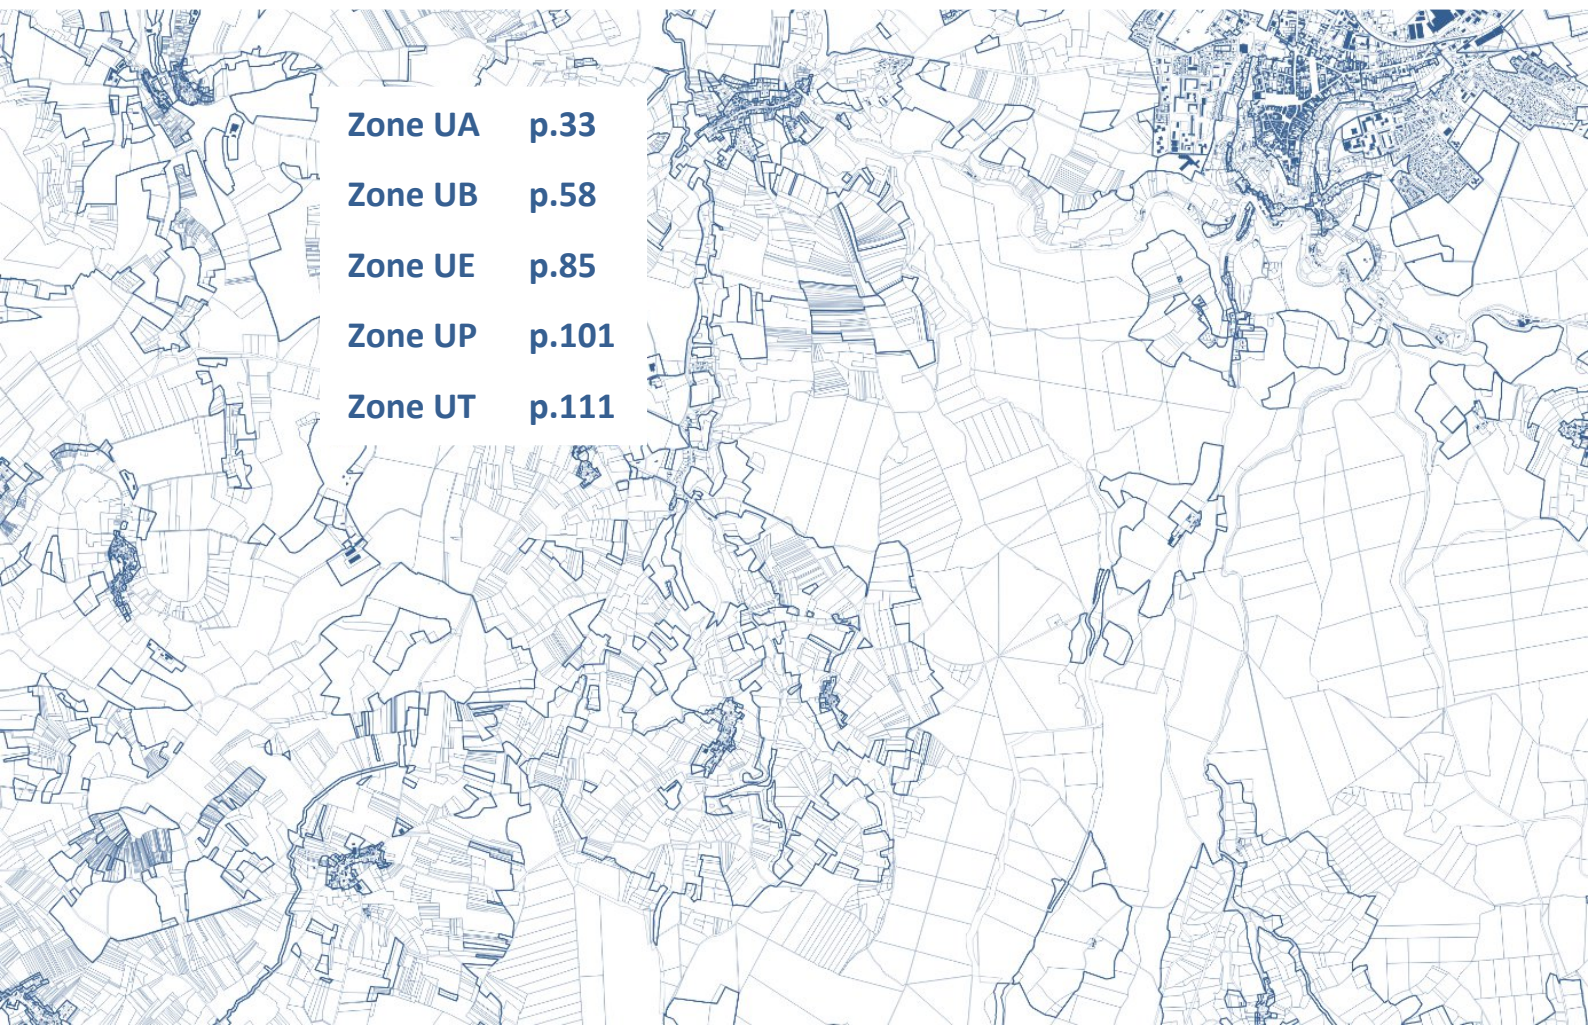 Zone UA p.33
Zone UB p.58
Zone UE p.85
Zone UP p.101
Zone UT p.111